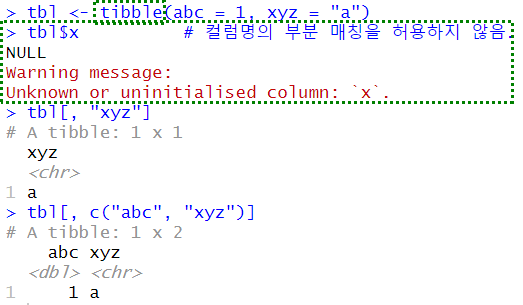 > tbl <- tibble(abc = 1, xyz = "a")
> tbl$x # 컬럼명의 부분 매칭을 허용하지 않음.
NULL
Warning message:
Unknown or uninitialised column: `x`.
> tbl[, "xyz"]
# A tibble: 1 x 1
xyz
<chr>
1 a
> tbl[, c("abc", "xyz")]
# A tibble: 1 x 2
abc xyz
<dbl> <chr>
1 1 a